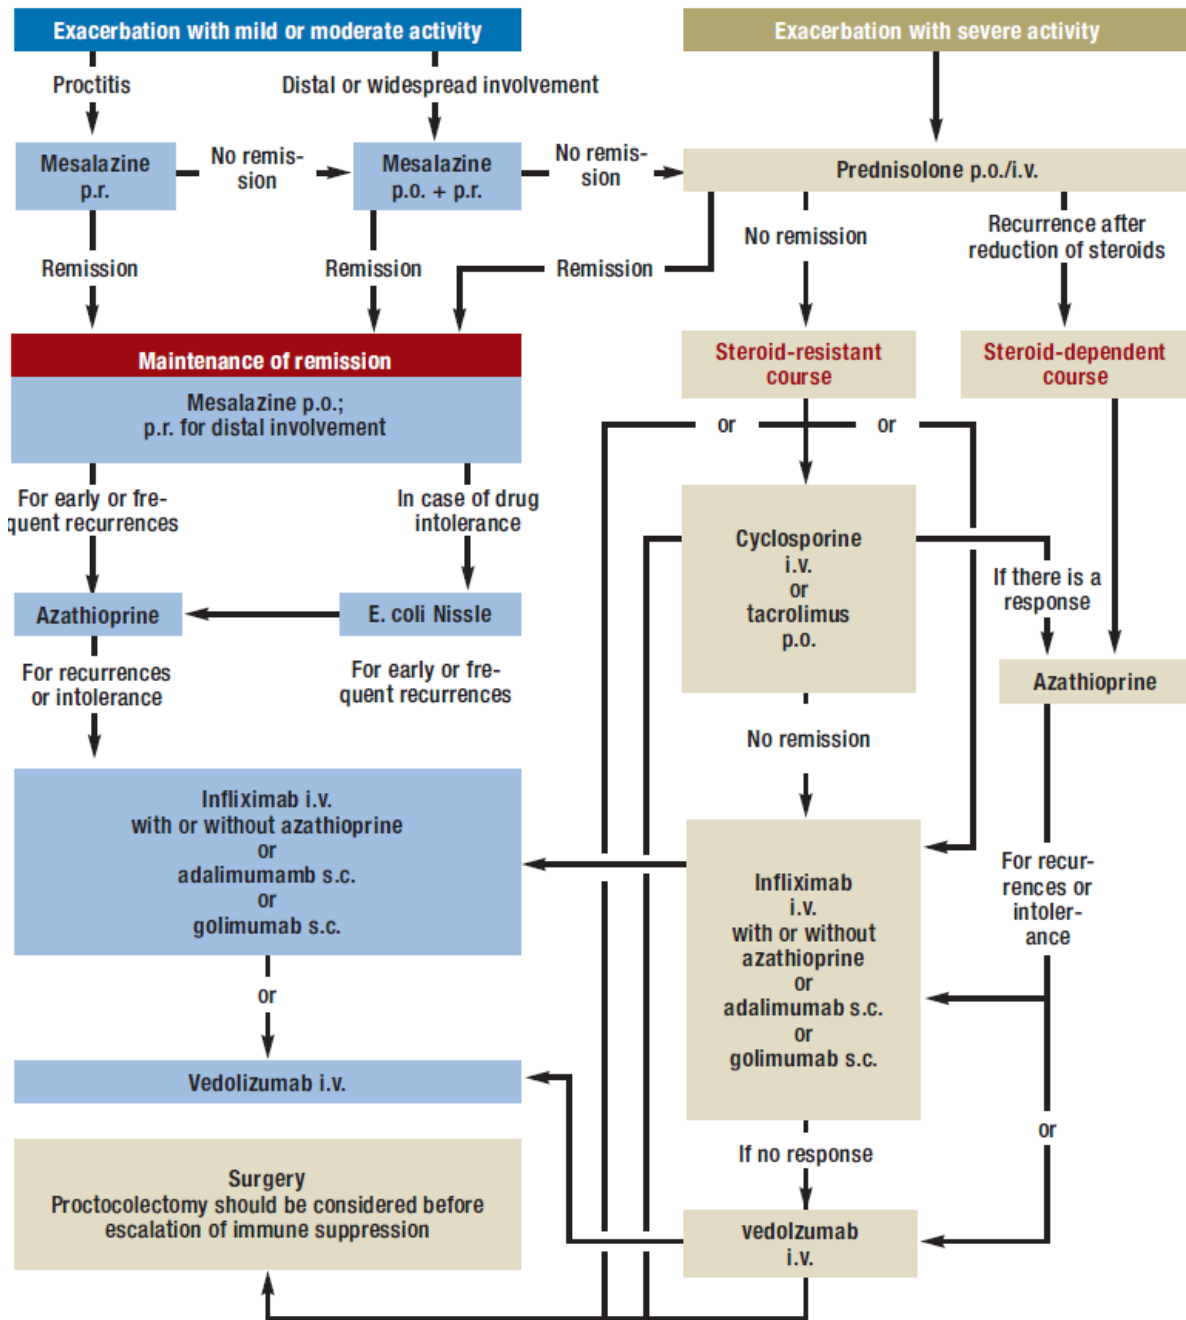 Exacerbation with mild or moderate activity
Exacerbation with severe activity
Proctitis
Distal or widespread involvement
Mesalazine
p.r.
No remis-
sion
Mesalazine
p.o. + p.r.
No remis-
sion
Prednisolone p.o./i.v.
Remission
Remission
Remission
No remission
Recurrence after
reduction of steroids
Maintenance of remission
Mesalazine p.o.;
p.r. for distal involvement
Steroid-resistant
course
Steroid-dependent
course
or
or
For early or fre-
quent recurrences
In case of drug
intolerance
Cyclosporine
i.v.
or
tacrolimus
p.o.
If there is a
response
Azathioprine
E. coli Nissle
For recurrences
or intolerance
For early or fre-
quent recurrences
Azathioprine
No remission
Infliximab i.v.
with or without azathioprine
or
adalimumamb s.c.
or
golimumab s.c.
Infliximab
i.v.
with or without
azathioprine
or
adalimumab s.c.
or
golimumab s.c.
For recur-
rences or
intoler-
ance
or
Vedolizumab i.v.
or
If no response
Surgery
Proctocolectomy should be considered before
escalation of immune suppression
vedolzumab
i.v.